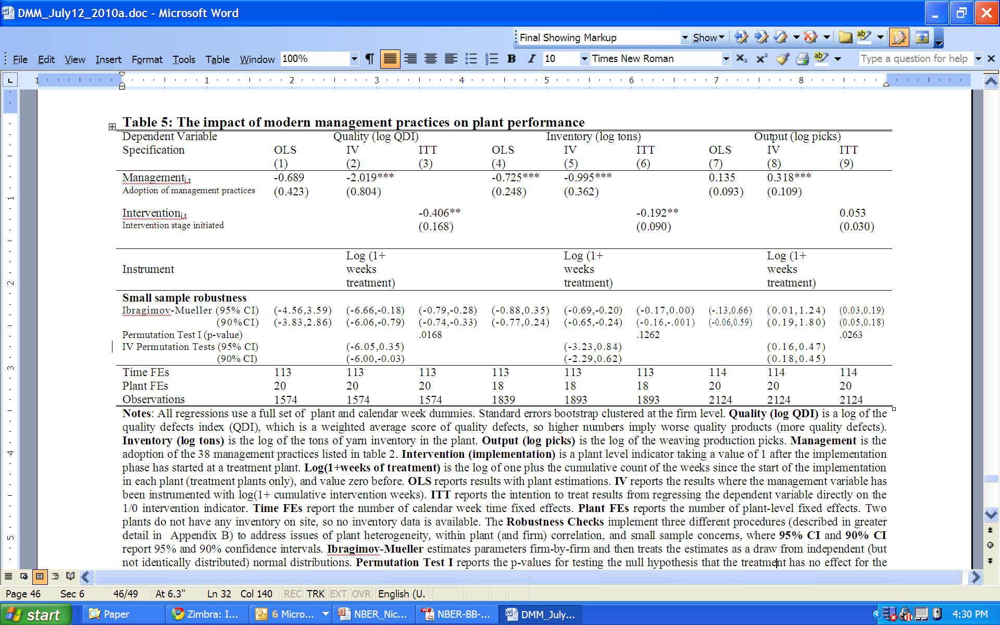 DMM_July12_2010a.doc - Microsoft Word
Final Showing Markup Show
File Edit View Insert Format Tools Table Window 100% ¶ B I 10 Times New Roman x₂ x² Type a question for help
1 1 2 3 4 5 6 7 8
Table 5: The impact of modern management practices on plant performance
Dependent Variable Quality (log QDI) Inventory (log tons) Output (log picks)
Specification OLS IV ITT OLS IV ITT OLS IV ITT
(1) (2) (3) (4) (5) (6) (7) (8) (9)
Managementi,t -0.689 -2.019*** -0.725*** -0.995*** 0.135 0.318***
Adoption of management practices (0.423) (0.804) (0.248) (0.362) (0.093) (0.109)
Interventioni,t -0.406** -0.192** 0.053
Intervention stage initiated (0.168) (0.090) (0.030)
Log (1+ Log (1+ Log (1+
Instrument weeks weeks weeks
treatment) treatment) treatment)
Small sample robustness
Ibragimov-Mueller (95% CI) (-4.56,3.59) (-6.66,-0.18) (-0.79,-0.28) (-0.88,0.35) (-0.69,-0.20) (-0.17,0.00) (-.13,0.66) (0.01,1.24) (0.03,0.19)
(90%CI) (-3.83,2.86) (-6.06,-0.79) (-0.74,-0.33) (-0.77,0.24) (-0.65,-0.24) (-0.16,-.001) (-0.06,0.59) (0.19,1.80) (0.05,0.18)
Permutation Test I (p-value) .0168 .1262 .0263
IV Permutation Tests (95% CI) (-6.05,0.35) (-3.23,0.84) (0.16,0.47)
(90% CI) (-6.00,-0.03) (-2.29,0.62) (0.18,0.45)
Time FEs 113 113 113 113 113 113 114 114 114
Plant FEs 20 20 20 18 18 18 20 20 20
Observations 1574 1574 1574 1839 1893 1893 2124 2124 2124
Notes: All regressions use a full set of plant and calendar week dummies. Standard errors bootstrap clustered at the firm level. Quality (log QDI) is a log of the
quality defects index (QDI), which is a weighted average score of quality defects, so higher numbers imply worse quality products (more quality defects).
Inventory (log tons) is the log of the tons of yarn inventory in the plant. Output (log picks) is the log of the weaving production picks. Management is the
adoption of the 38 management practices listed in table 2. Intervention (implementation) is a plant level indicator taking a value of 1 after the implementation
phase has started at a treatment plant. Log(1+weeks of treatment) is the log of one plus the cumulative count of the weeks since the start of the implementation
in each plant (treatment plants only), and value zero before. OLS reports results with plant estimations. IV reports the results where the management variable has
been instrumented with log(1+ cumulative intervention weeks). ITT reports the intention to treat results from regressing the dependent variable directly on the
1/0 intervention indicator. Time FEs report the number of calendar week time fixed effects. Plant FEs reports the number of plant-level fixed effects. Two
plants do not have any inventory on site, so no inventory data is available. The Robustness Checks implement three different procedures (described in greater
detail in Appendix B) to address issues of plant heterogeneity, within plant (and firm) correlation, and small sample concerns, where 95% CI and 90% CI
report 95% and 90% confidence intervals. Ibragimov-Mueller estimates parameters firm-by-firm and then treats the estimates as a draw from independent (but
not identically distributed) normal distributions. Permutation Test I reports the p-values for testing the null hypothesis that the treatment has no effect for the
1
2
3
4
5
Page 46 Sec 6 46/49 At 6.3" Ln 32 Col 140 REC TRK EXT OVR English (U.
start Paper Zimbra: I... 6 Micro... NBER_Nic... NBER-BB-... DMM_July... 4:30 PM